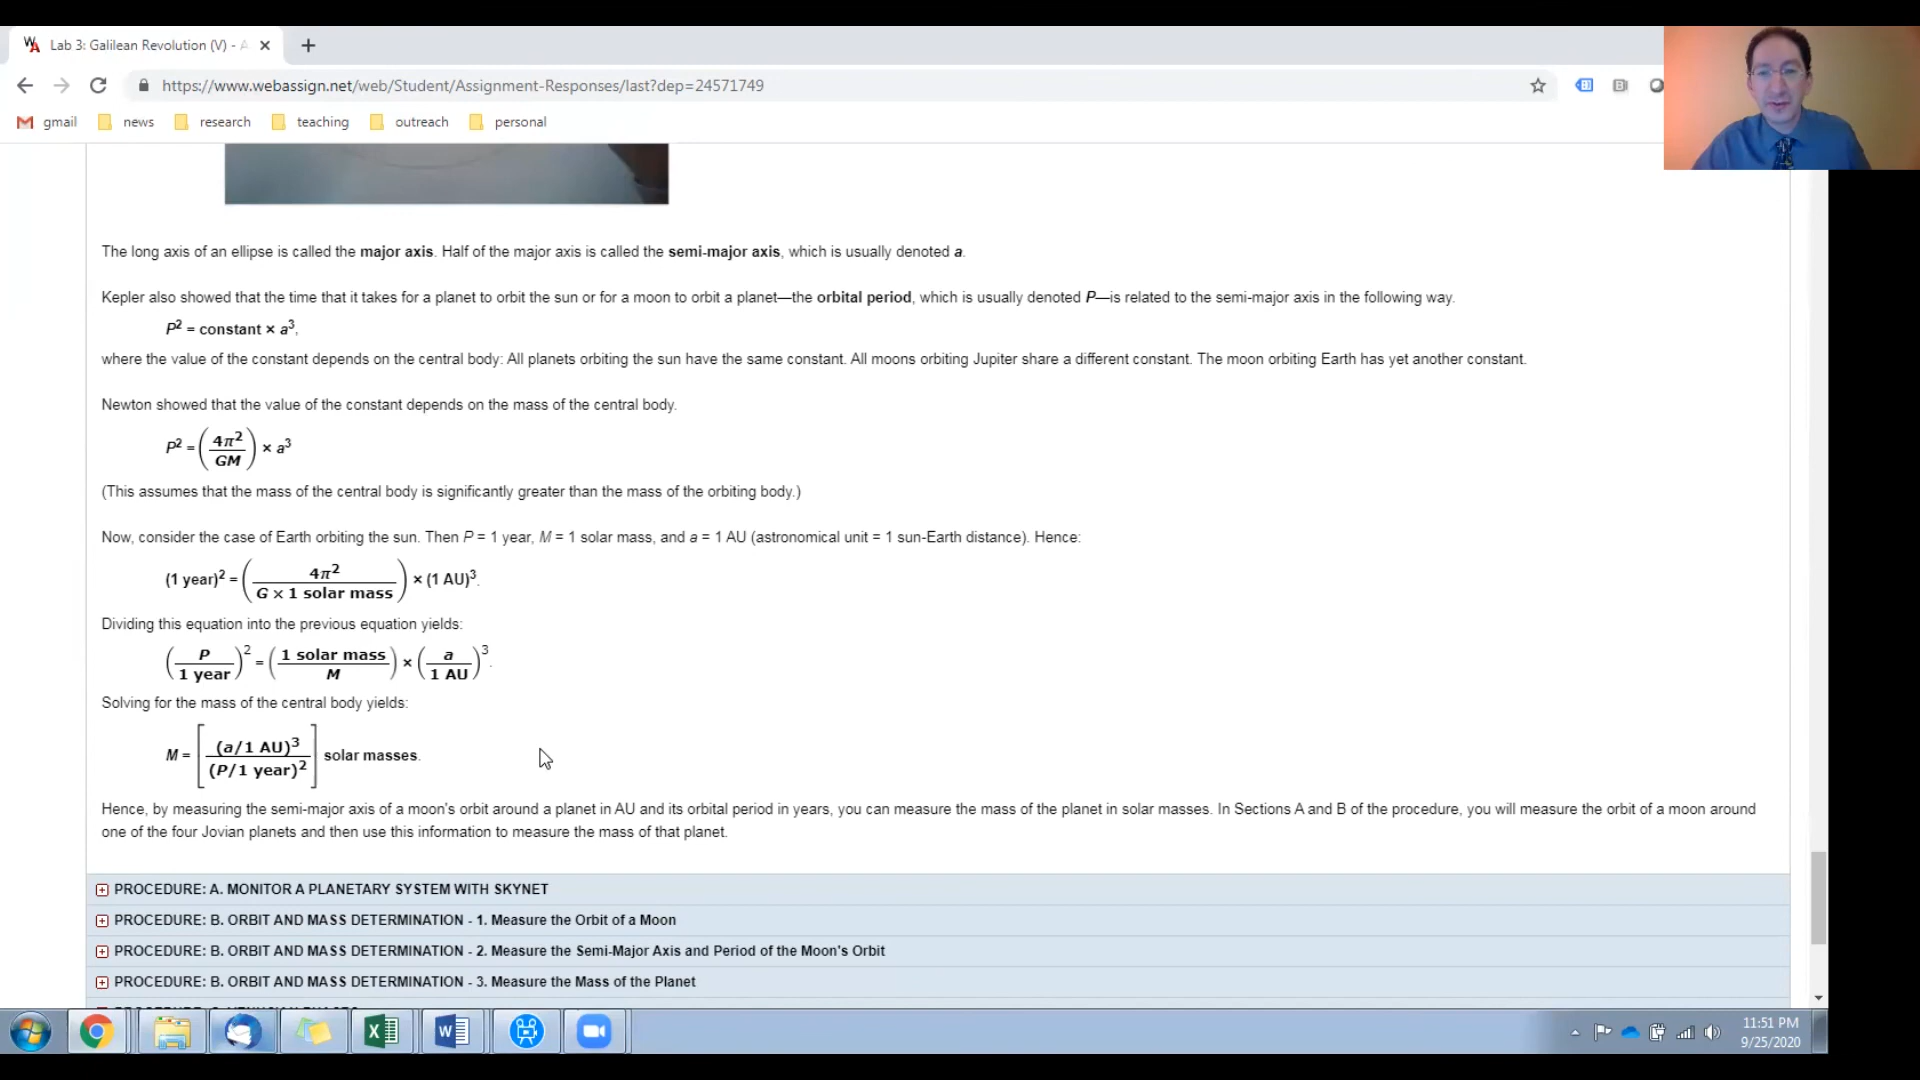 Lab 3: Galilean Revolution (V) - A
https://www.webassign.net/web/Student/Assignment-Responses/last?dep=24571749
gmail news research teaching outreach personal
The long axis of an ellipse is called the major axis. Half of the major axis is called the semi-major axis, which is usually denoted a.
Kepler also showed that the time that it takes for a planet to orbit the sun or for a moon to orbit a planet—the orbital period, which is usually denoted P—is related to the semi-major axis in the following way.
P² = constant × a³,
where the value of the constant depends on the central body: All planets orbiting the sun have the same constant. All moons orbiting Jupiter share a different constant. The moon orbiting Earth has yet another constant.
Newton showed that the value of the constant depends on the mass of the central body.
P² = (4π²/GM) × a³
(This assumes that the mass of the central body is significantly greater than the mass of the orbiting body.)
Now, consider the case of Earth orbiting the sun. Then P = 1 year, M = 1 solar mass, and a = 1 AU (astronomical unit = 1 sun-Earth distance). Hence:
(1 year)² = (4π²/G × 1 solar mass) × (1 AU)³.
Dividing this equation into the previous equation yields:
(P/1 year)² = (1 solar mass/M) × (a/1 AU)³.
Solving for the mass of the central body yields:
M = [(a/1 AU)³/(P/1 year)²] solar masses.
Hence, by measuring the semi-major axis of a moon's orbit around a planet in AU and its orbital period in years, you can measure the mass of the planet in solar masses. In Sections A and B of the procedure, you will measure the orbit of a moon around
one of the four Jovian planets and then use this information to measure the mass of that planet.
PROCEDURE: A. MONITOR A PLANETARY SYSTEM WITH SKYNET
PROCEDURE: B. ORBIT AND MASS DETERMINATION - 1. Measure the Orbit of a Moon
PROCEDURE: B. ORBIT AND MASS DETERMINATION - 2. Measure the Semi-Major Axis and Period of the Moon's Orbit
PROCEDURE: B. ORBIT AND MASS DETERMINATION - 3. Measure the Mass of the Planet
11:51 PM
9/25/2020